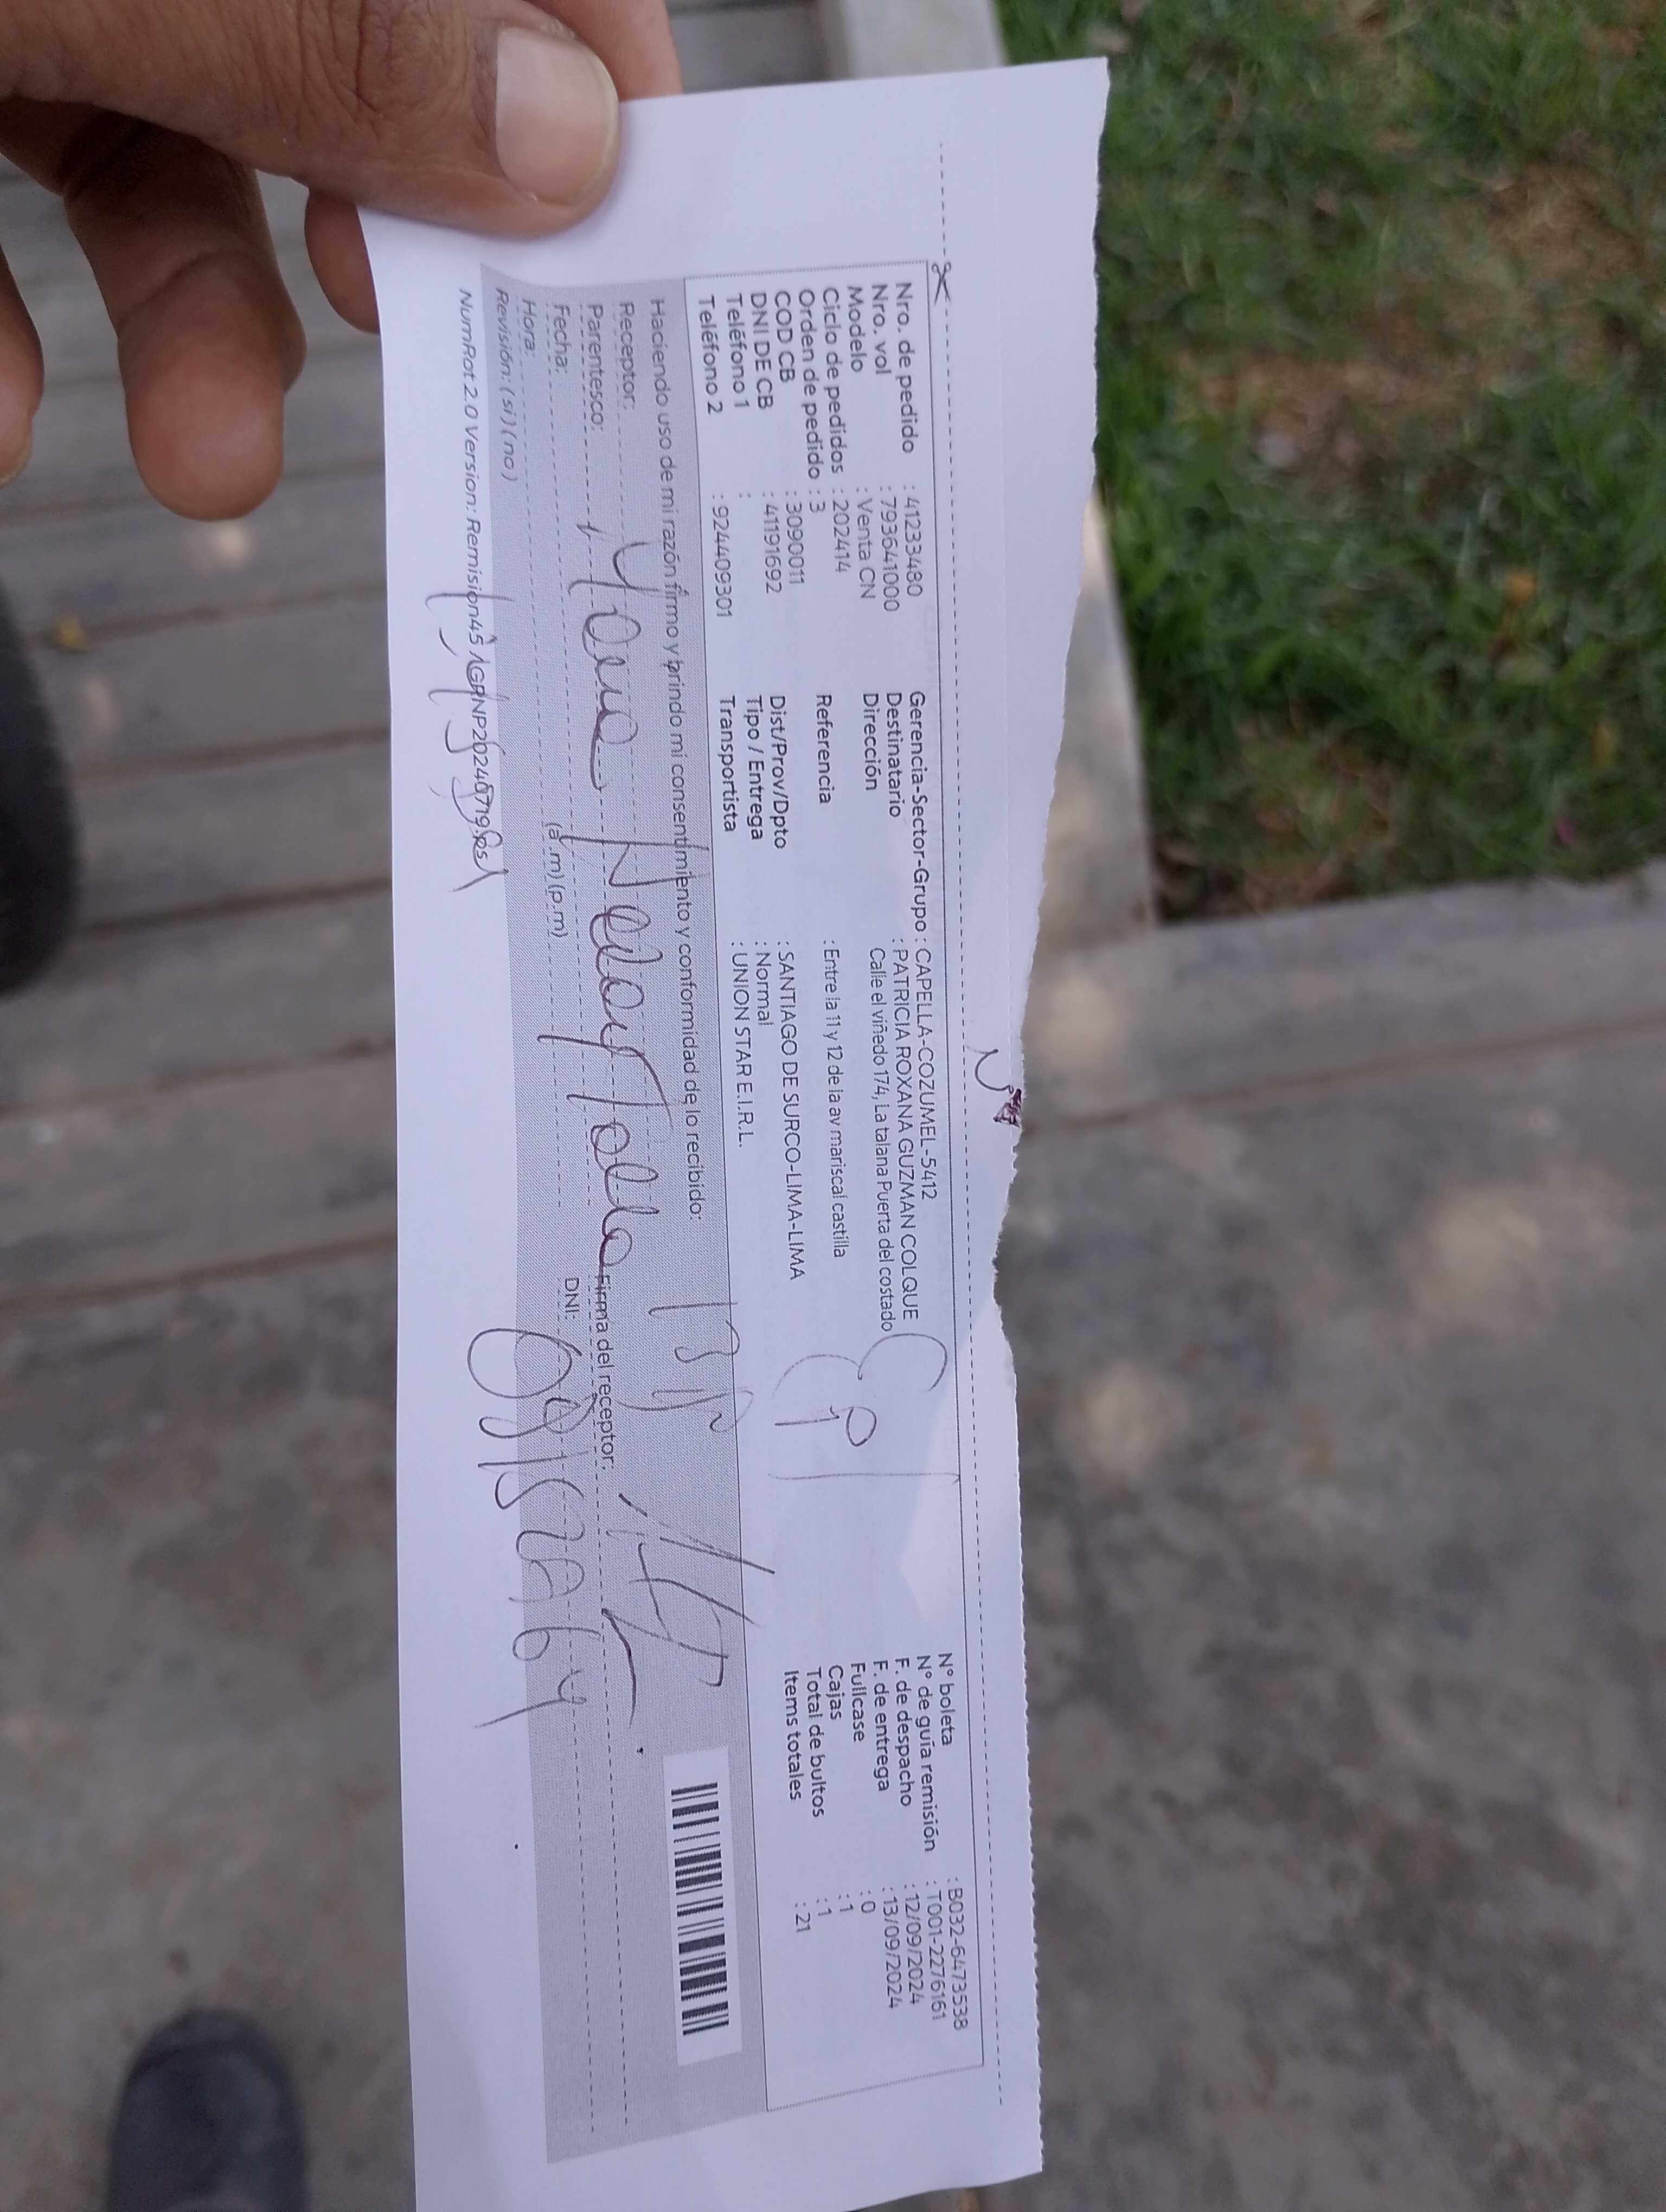 Nro. de pedido : 41233480
Nro. vol : 793641000
Modelo : Venta CN
Ciclo de pedidos : 202414
Orden de pedido : 3
COD CB : 3090011
DNI DE CB : 41191692
Teléfono 1 :
Teléfono 2 : 924409301
Gerencia-Sector-Grupo : CAPELLA-COZUMEL-5412
Destinatario : PATRICIA ROXANA GUZMAN COLQUE
Dirección Calle el viñedo 174, La talana Puerta del costado
Referencia : Entre la 11 y 12 de la av mariscal castilla
Dist/Prov/Dpto : SANTIAGO DE SURCO-LIMA-LIMA
Tipo / Entrega : Normal
Transportista : UNION STAR E.I.R.L.
N° boleta : B032-6473538
N° de guía remisión : T001-2276161
F. de despacho : 12/09/2024
F. de entrega : 13/09/2024
Fullcase : 0
Cajas : 1
Total de bultos : 1
Items totales : 21
Haciendo uso de mi razón firmo y brindo mi consentimiento y conformidad de lo recibido:
Receptor:
Parentesco: Firma del receptor:
Fecha: (a.m)(p.m) DNI:
Hora:
Revisión: (si) (no)
NumRot 2.0 Version: Remision45